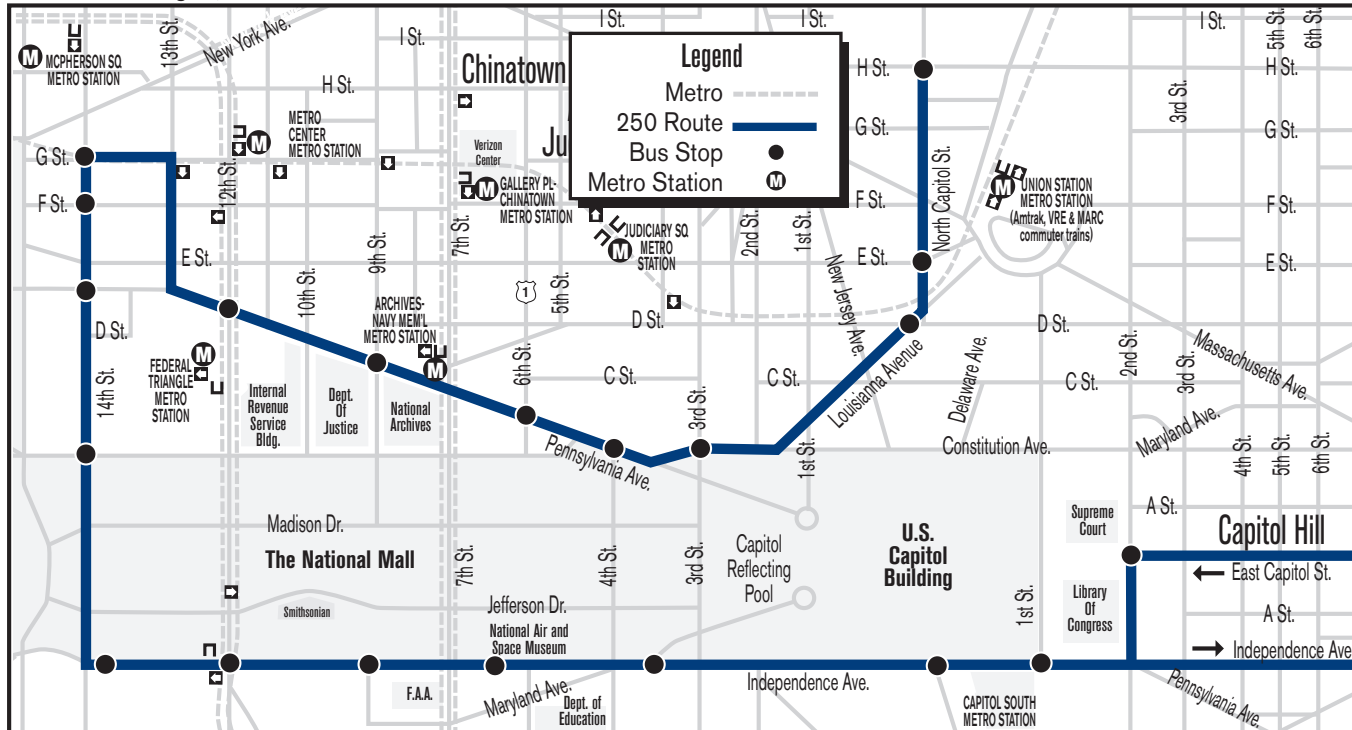 I St.
I St.
I St.
I St.
5th St.
6th St.
13th St.
New York Ave.
M
MCPHERSON SQ.
METRO STATION
Chinatown
Legend
Metro
250 Route
Bus Stop
Metro Station M
H St.
H St.
H St.
3rd St.
METRO
CENTER
METRO STATION
M
Verizon
Center
Ju
G St.
G St.
G St.
North Capitol St.
12th St.
M
GALLERY PL-
CHINATOWN
METRO STATION
M
UNION STATION
METRO STATION
(Amtrak, VRE & MARC
commuter trains)
F St.
F St.
F St.
7th St.
M
JUDICIARY SQ.
METRO
STATION
2nd St.
1st St.
9th St.
E St.
E St.
E St.
10th St.
1
5th St.
New Jersey Ave.
ARCHIVES-
NAVY MEM'L
METRO STATION
M
D St.
D St.
D St.
14th St.
M
FEDERAL
TRIANGLE
METRO
STATION
6th St.
C St.
C St.
C St.
3rd St.
Louisianna Avenue
Delaware Ave.
2nd St.
3rd St.
Massachusetts Ave.
Internal
Revenue
Service
Bldg.
Dept.
Of
Justice
National
Archives
Pennsylvania Ave.
1st St.
Constitution Ave.
Maryland Ave.
4th St.
5th St.
6th St.
Madison Dr.
The National Mall
7th St.
4th St.
3rd St.
Capitol
Reflecting
Pool
U.S.
Capitol
Building
Supreme
Court
A St.
Capitol Hill
East Capitol St.
Smithsonian
Jefferson Dr.
National Air and
Space Museum
1st St.
Library
Of
Congress
A St.
Independence Ave
F.A.A.
Maryland Ave.
Dept. of
Education
Independence Ave.
CAPITOL SOUTH
METRO STATION
Pennsylvania Ave.